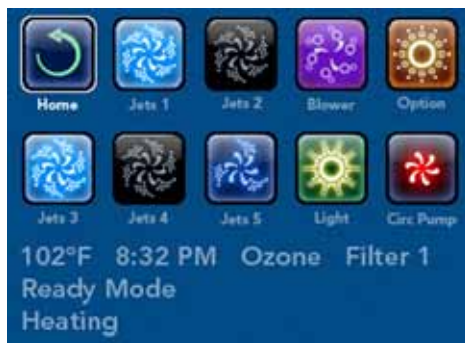 Home Jets 1 Jets 2 Blower Option
Jets 3 Jets 4 Jets 5 Light Circ Pump
102°F 8:32 PM Ozone Filter 1
Ready Mode
Heating